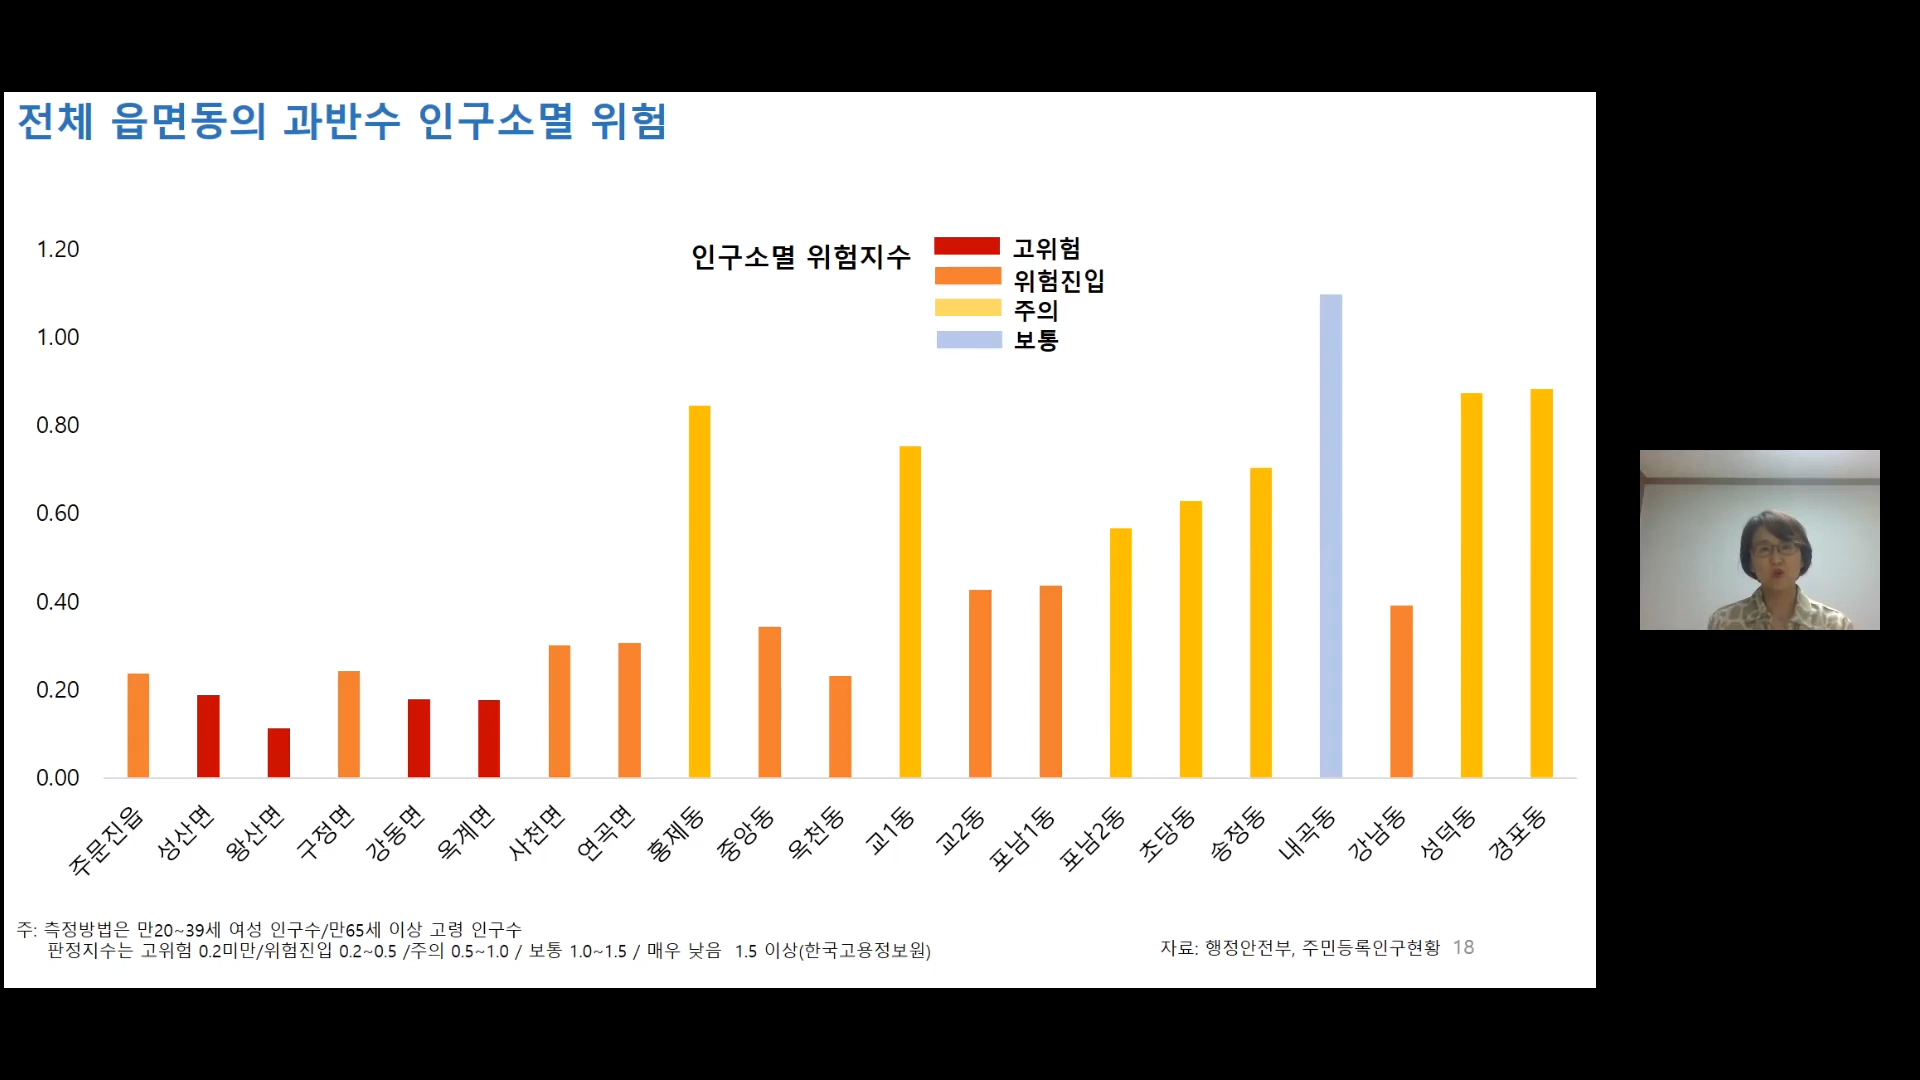 전체 읍면동의 과반수 인구소멸 위험
인구소멸 위험지수
고위험
위험진입
주의
보통
1.20
1.00
0.80
0.60
0.40
0.20
0.00
주문진읍
성산면
왕산면
구정면
강동면
옥계면
사천면
연곡면
홍제동
중앙동
옥천동
교1동
교2동
포남1동
포남2동
초당동
송정동
내곡동
강남동
성덕동
경포동
주: 측정방법은 만20~39세 여성 인구수/만65세 이상 고령 인구수
판정지수는 고위험 0.2미만/위험진입 0.2~0.5 /주의 0.5~1.0 / 보통 1.0~1.5 / 매우 낮음 1.5 이상(한국고용정보원)
자료: 행정안전부, 주민등록인구현황 18